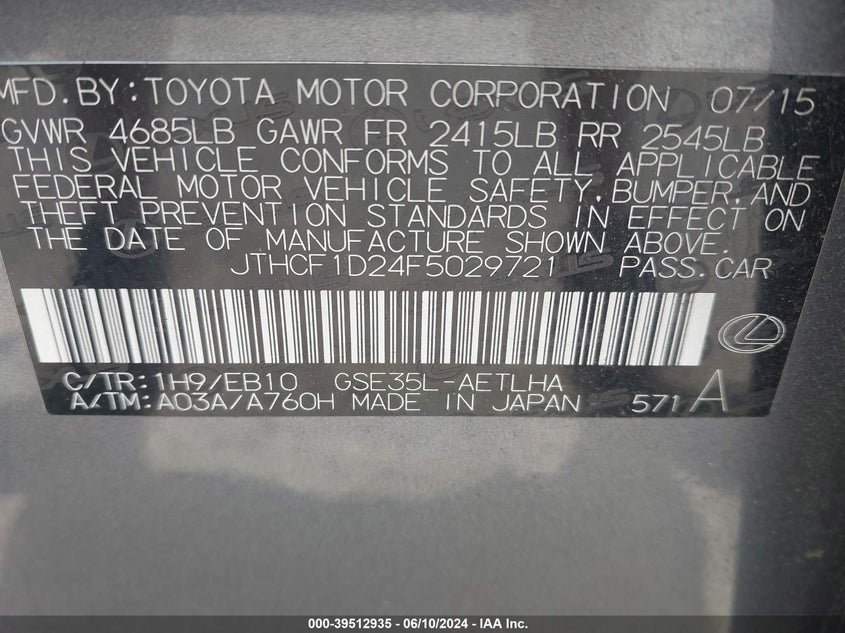 MFD.BY:TOYOTA MOTOR CORPORATION 07/15
GVWR 4685LB GAWR FR 2415LB RR 2545LB
THIS VEHICLE CONFORMS TO ALL APPLICABLE
FEDERAL MOTOR VEHICLE SAFETY,BUMPER,AND
THEFT PREVENTION STANDARDS IN EFFECT ON
THE DATE OF MANUFACTURE SHOWN ABOVE.
JTHCF1D24F5029721 PASS.CAR
C/TR:1H9/EB10 GSE35L-AETLHA
A/TM:A03A/A760H MADE IN JAPAN 571 A
000-39512935 - 06/10/2024 - IAA Inc.